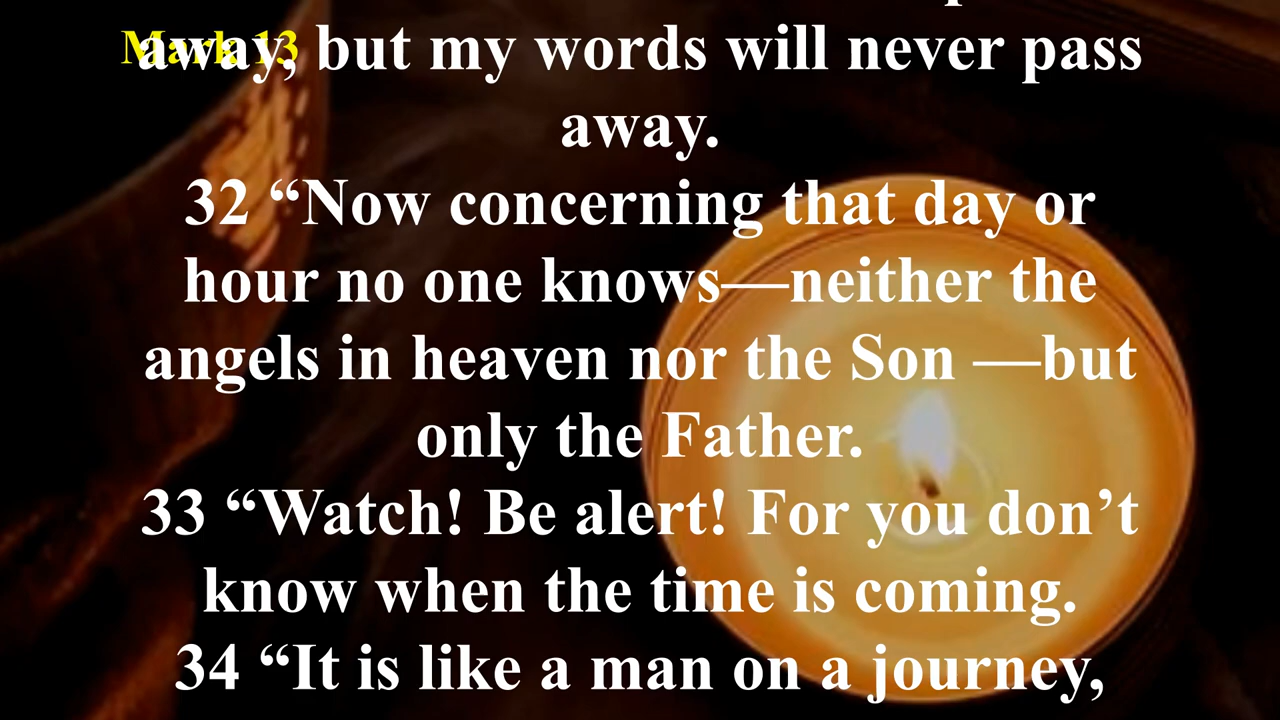 Mark 13
away, but my words will never pass
away.
32 “Now concerning that day or
hour no one knows—neither the
angels in heaven nor the Son —but
only the Father.
33 “Watch! Be alert! For you don’t
know when the time is coming.
34 “It is like a man on a journey,